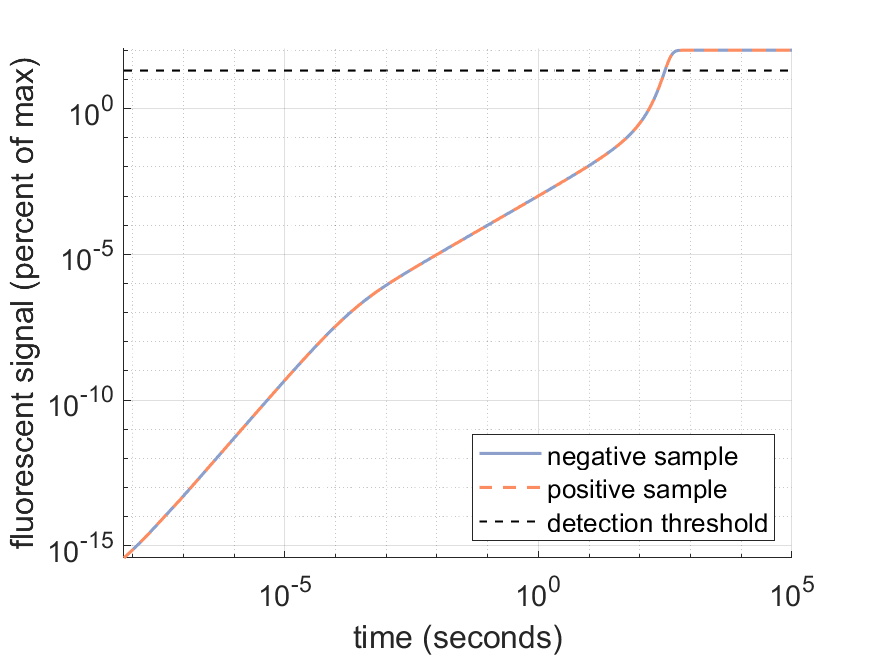 fluorescent signal (percent of max)
10^0
10^-5
10^-10
10^-15
10^-5
10^0
10^5
time (seconds)
negative sample
positive sample
detection threshold